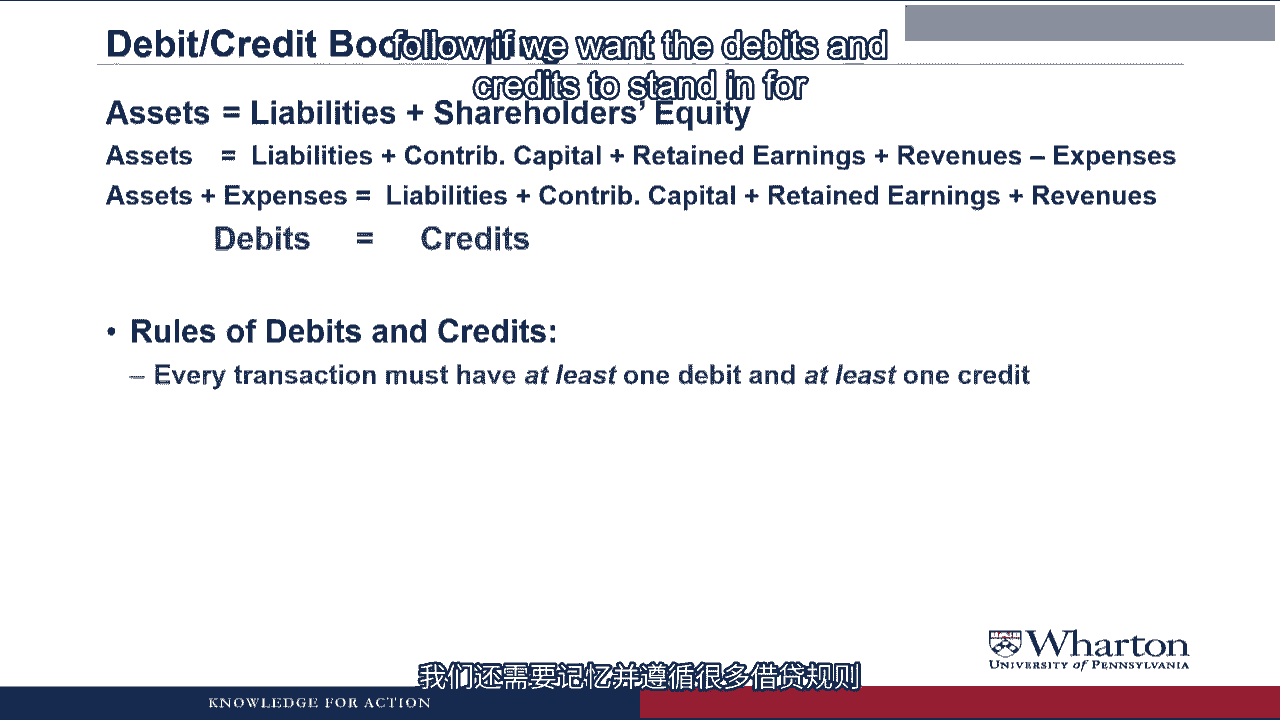 Debit/Credit
follow if we want the debits and
credits to stand in for
Assets = Liabilities + Shareholders’ Equity
Assets = Liabilities + Contrib. Capital + Retained Earnings + Revenues – Expenses
Assets + Expenses = Liabilities + Contrib. Capital + Retained Earnings + Revenues
Debits = Credits
• Rules of Debits and Credits:
– Every transaction must have at least one debit and at least one credit
Wharton
UNIVERSITY of PENNSYLVANIA
我们还需要记忆并遵循很多借贷规则
KNOWLEDGE FOR ACTION